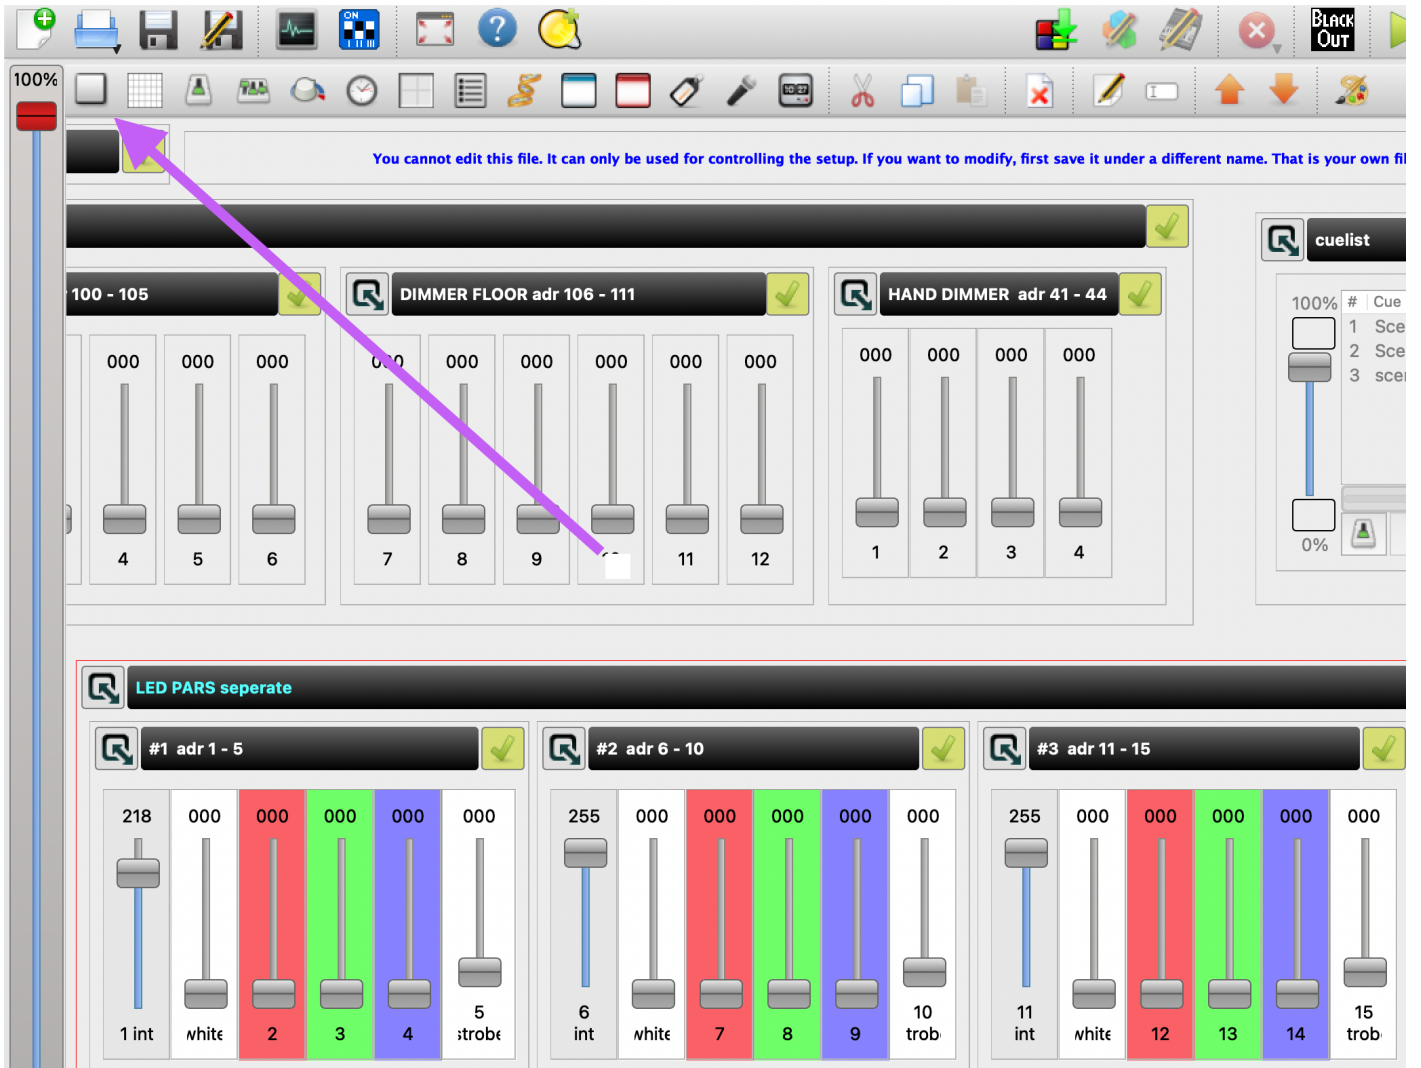 ON
BLACK
OUT
100%
10:27
You cannot edit this file. It can only be used for controlling the setup. If you want to modify, first save it under a different name. That is your own fil
cuelist
100 - 105
DIMMER FLOOR adr 106 - 111
HAND DIMMER adr 41 - 44
100% # Cue
1 Sce
2 Sce
3 scer
0%
000 000 000 000 000 000 000 000 000 000 000 000 000
4 5 6 7 8 9 11 12 1 2 3 4
LED PARS seperate
#1 adr 1 - 5
#2 adr 6 - 10
#3 adr 11 - 15
218 000 000 000 000 000 255 000 000 000 000 000 255 000 000 000 000 000
1 int white 2 3 4 5 strobe 6 int white 7 8 9 10 trob 11 int white 12 13 14 15 trob